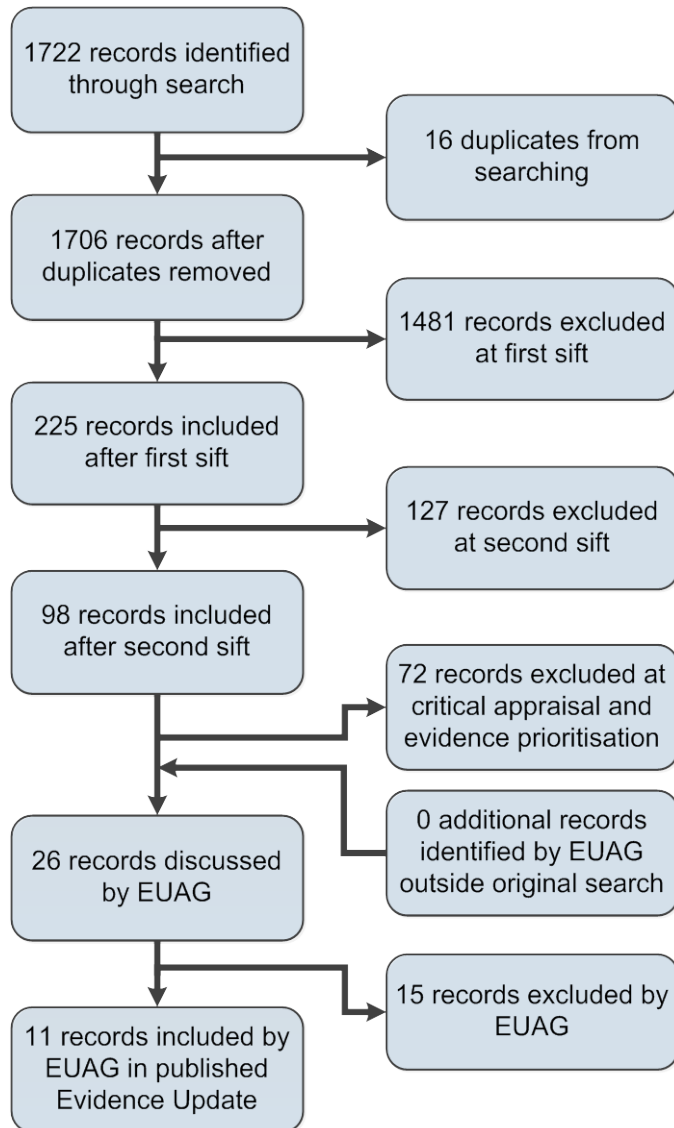 1722 records identified
through search
16 duplicates from
searching
1706 records after
duplicates removed
1481 records excluded
at first sift
225 records included
after first sift
127 records excluded
at second sift
98 records included
after second sift
72 records excluded at
critical appraisal and
evidence prioritisation
0 additional records
identified by EUAG
outside original search
26 records discussed
by EUAG
15 records excluded by
EUAG
11 records included by
EUAG in published
Evidence Update